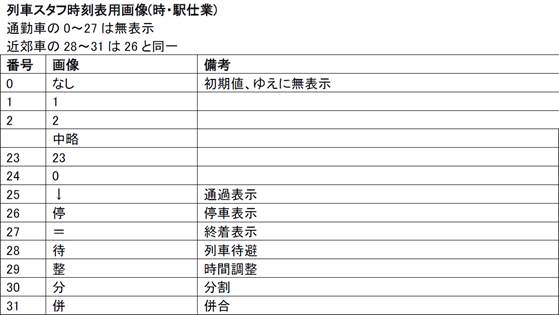 列車スタフ時刻表用画像(時・駅仕業)
通勤車の 0～27 は無表示
近郊車の 28～31 は 26 と同一
番号 画像 備考
0 なし 初期値、ゆえに無表示
1 1
2 2
中略
23 23
24 0
25 ↓ 通過表示
26 停 停車表示
27 ＝ 終着表示
28 待 列車待避
29 整 時間調整
30 分 分割
31 併 併合